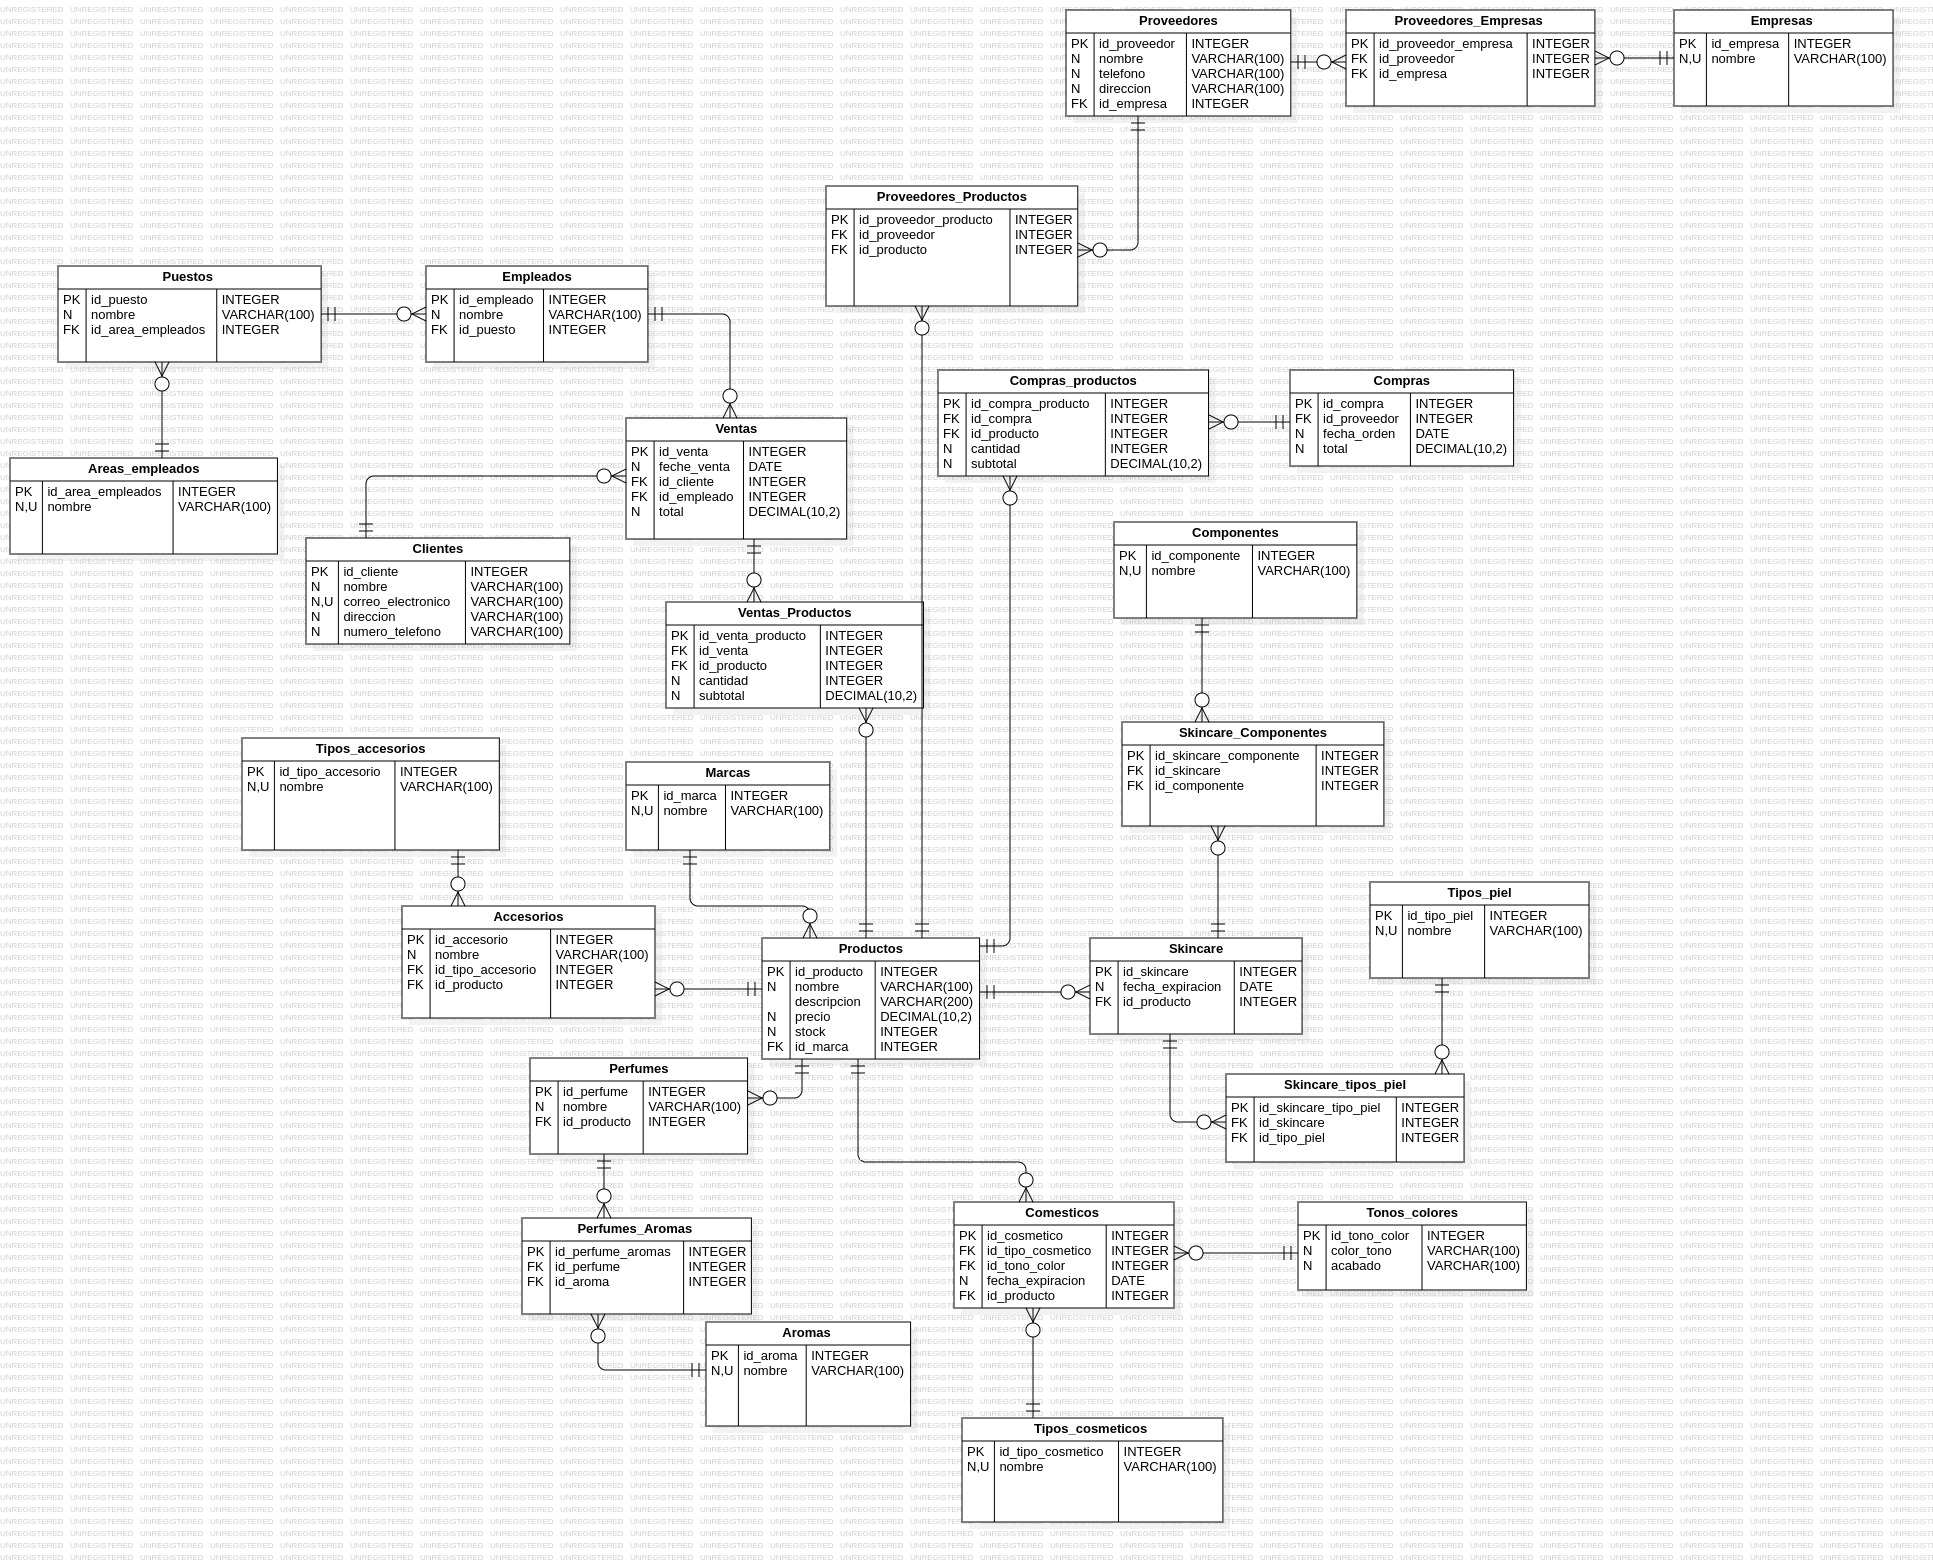 Proveedores
PK id_proveedor INTEGER
N nombre VARCHAR(100)
N telefono VARCHAR(100)
N direccion VARCHAR(100)
FK id_empresa INTEGER
Proveedores_Empresas
PK id_proveedor_empresa INTEGER
FK id_proveedor INTEGER
FK id_empresa INTEGER
Empresas
PK id_empresa INTEGER
N,U nombre VARCHAR(100)
Proveedores_Productos
PK id_proveedor_producto INTEGER
FK id_proveedor INTEGER
FK id_producto INTEGER
Puestos
PK id_puesto INTEGER
N nombre VARCHAR(100)
FK id_area_empleados INTEGER
Empleados
PK id_empleado INTEGER
N nombre VARCHAR(100)
FK id_puesto INTEGER
Compras_productos
PK id_compra_producto INTEGER
FK id_compra INTEGER
FK id_producto INTEGER
N cantidad INTEGER
N subtotal DECIMAL(10,2)
Compras
PK id_compra INTEGER
FK id_proveedor INTEGER
N fecha_orden DATE
N total DECIMAL(10,2)
Ventas
PK id_venta INTEGER
N feche_venta DATE
FK id_cliente INTEGER
FK id_empleado INTEGER
N total DECIMAL(10,2)
Areas_empleados
PK id_area_empleados INTEGER
N,U nombre VARCHAR(100)
Clientes
PK id_cliente INTEGER
N nombre VARCHAR(100)
N,U correo_electronico VARCHAR(100)
N direccion VARCHAR(100)
N numero_telefono VARCHAR(100)
Componentes
PK id_componente INTEGER
N,U nombre VARCHAR(100)
Ventas_Productos
PK id_venta_producto INTEGER
FK id_venta INTEGER
FK id_producto INTEGER
N cantidad INTEGER
N subtotal DECIMAL(10,2)
Skincare_Componentes
PK id_skincare_componente INTEGER
FK id_skincare INTEGER
FK id_componente INTEGER
Tipos_accesorios
PK id_tipo_accesorio INTEGER
N,U nombre VARCHAR(100)
Marcas
PK id_marca INTEGER
N,U nombre VARCHAR(100)
Tipos_piel
PK id_tipo_piel INTEGER
N,U nombre VARCHAR(100)
Accesorios
PK id_accesorio INTEGER
N nombre VARCHAR(100)
FK id_tipo_accesorio INTEGER
FK id_producto INTEGER
Productos
PK id_producto INTEGER
N nombre VARCHAR(100)
descripcion VARCHAR(200)
N precio DECIMAL(10,2)
N stock INTEGER
FK id_marca INTEGER
Skincare
PK id_skincare INTEGER
N fecha_expiracion DATE
FK id_producto INTEGER
Perfumes
PK id_perfume INTEGER
N nombre VARCHAR(100)
FK id_producto INTEGER
Skincare_tipos_piel
PK id_skincare_tipo_piel INTEGER
FK id_skincare INTEGER
FK id_tipo_piel INTEGER
Perfumes_Aromas
PK id_perfume_aromas INTEGER
FK id_perfume INTEGER
FK id_aroma INTEGER
Comesticos
PK id_cosmetico INTEGER
FK id_tipo_cosmetico INTEGER
FK id_tono_color INTEGER
N fecha_expiracion DATE
FK id_producto INTEGER
Tonos_colores
PK id_tono_color INTEGER
N color_tono VARCHAR(100)
N acabado VARCHAR(100)
Aromas
PK id_aroma INTEGER
N,U nombre VARCHAR(100)
Tipos_cosmeticos
PK id_tipo_cosmetico INTEGER
N,U nombre VARCHAR(100)
UNREGISTERED